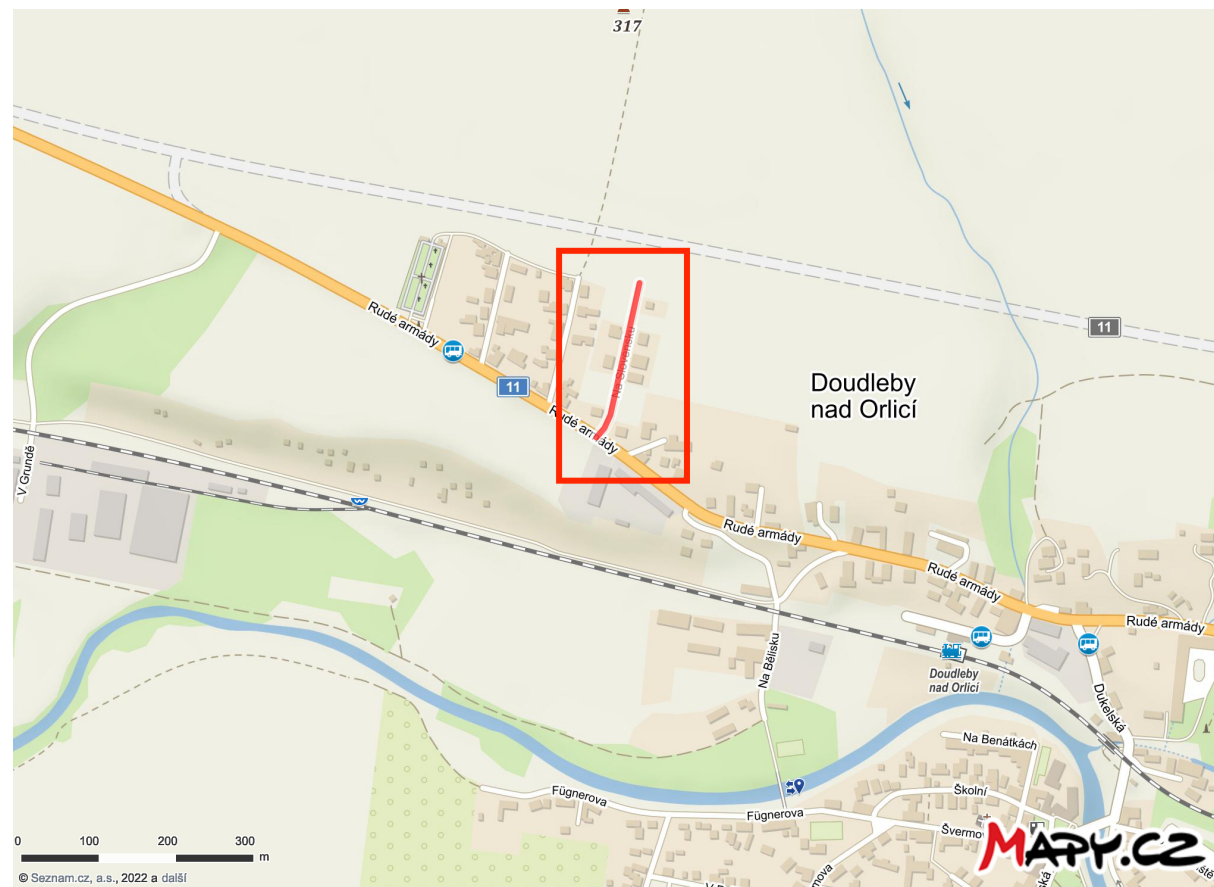 317
11
Rudé armády
Na Slovensku
11
Doudleby
nad Orlicí
Rudé armády
V Grundě
Rudé armády
Rudé armády
Rudé armády
Na Bělisku
Doudleby
nad Orlicí
Dukelská
Na Benátkách
Fügnerova
Školní
Fügnerova
0 100 200 300 m
MAPY.CZ
© Seznam.cz, a.s., 2022 a další